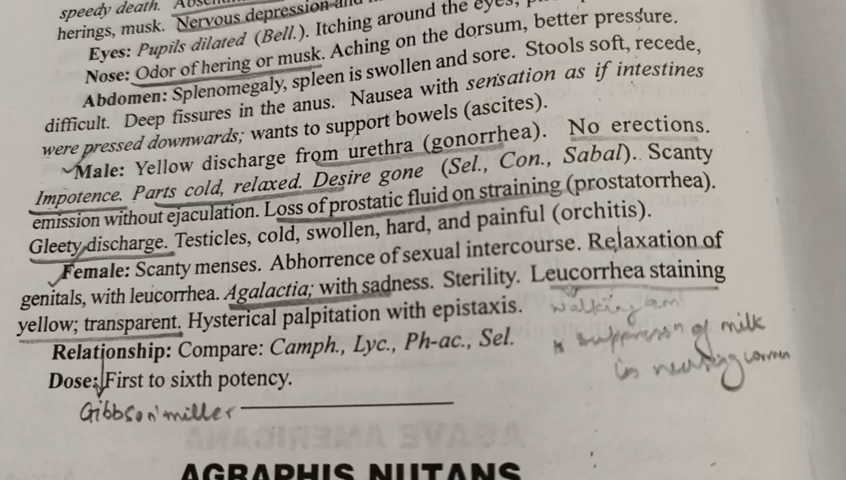 speedy death.
herings, musk. Nervous depression and
Eyes: Pupils dilated (Bell.). Itching around the eyes,
Nose: Odor of hering or musk. Aching on the dorsum, better pressure.
Abdomen: Splenomegaly, spleen is swollen and sore. Stools soft, recede,
difficult. Deep fissures in the anus. Nausea with sensation as if intestines
were pressed downwards; wants to support bowels (ascites).
Male: Yellow discharge from urethra (gonorrhea). No erections.
Impotence. Parts cold, relaxed. Desire gone (Sel., Con., Sabal). Scanty
emission without ejaculation. Loss of prostatic fluid on straining (prostatorrhea).
Gleety discharge. Testicles, cold, swollen, hard, and painful (orchitis).
Female: Scanty menses. Abhorrence of sexual intercourse. Relaxation of
genitals, with leucorrhea. Agalactia; with sadness. Sterility. Leucorrhea staining
yellow; transparent. Hysterical palpitation with epistaxis.
walking am
Relationship: Compare: Camph., Lyc., Ph-ac., Sel.
of milk
Dose: First to sixth potency.
in nursing women
Gibbson'miller
AGAVE AMERICANA
AGRAPHIS NUTANS